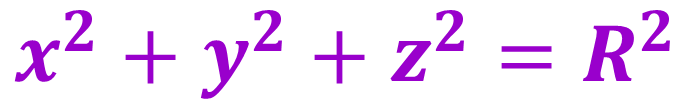 x² + y² + z² = R²